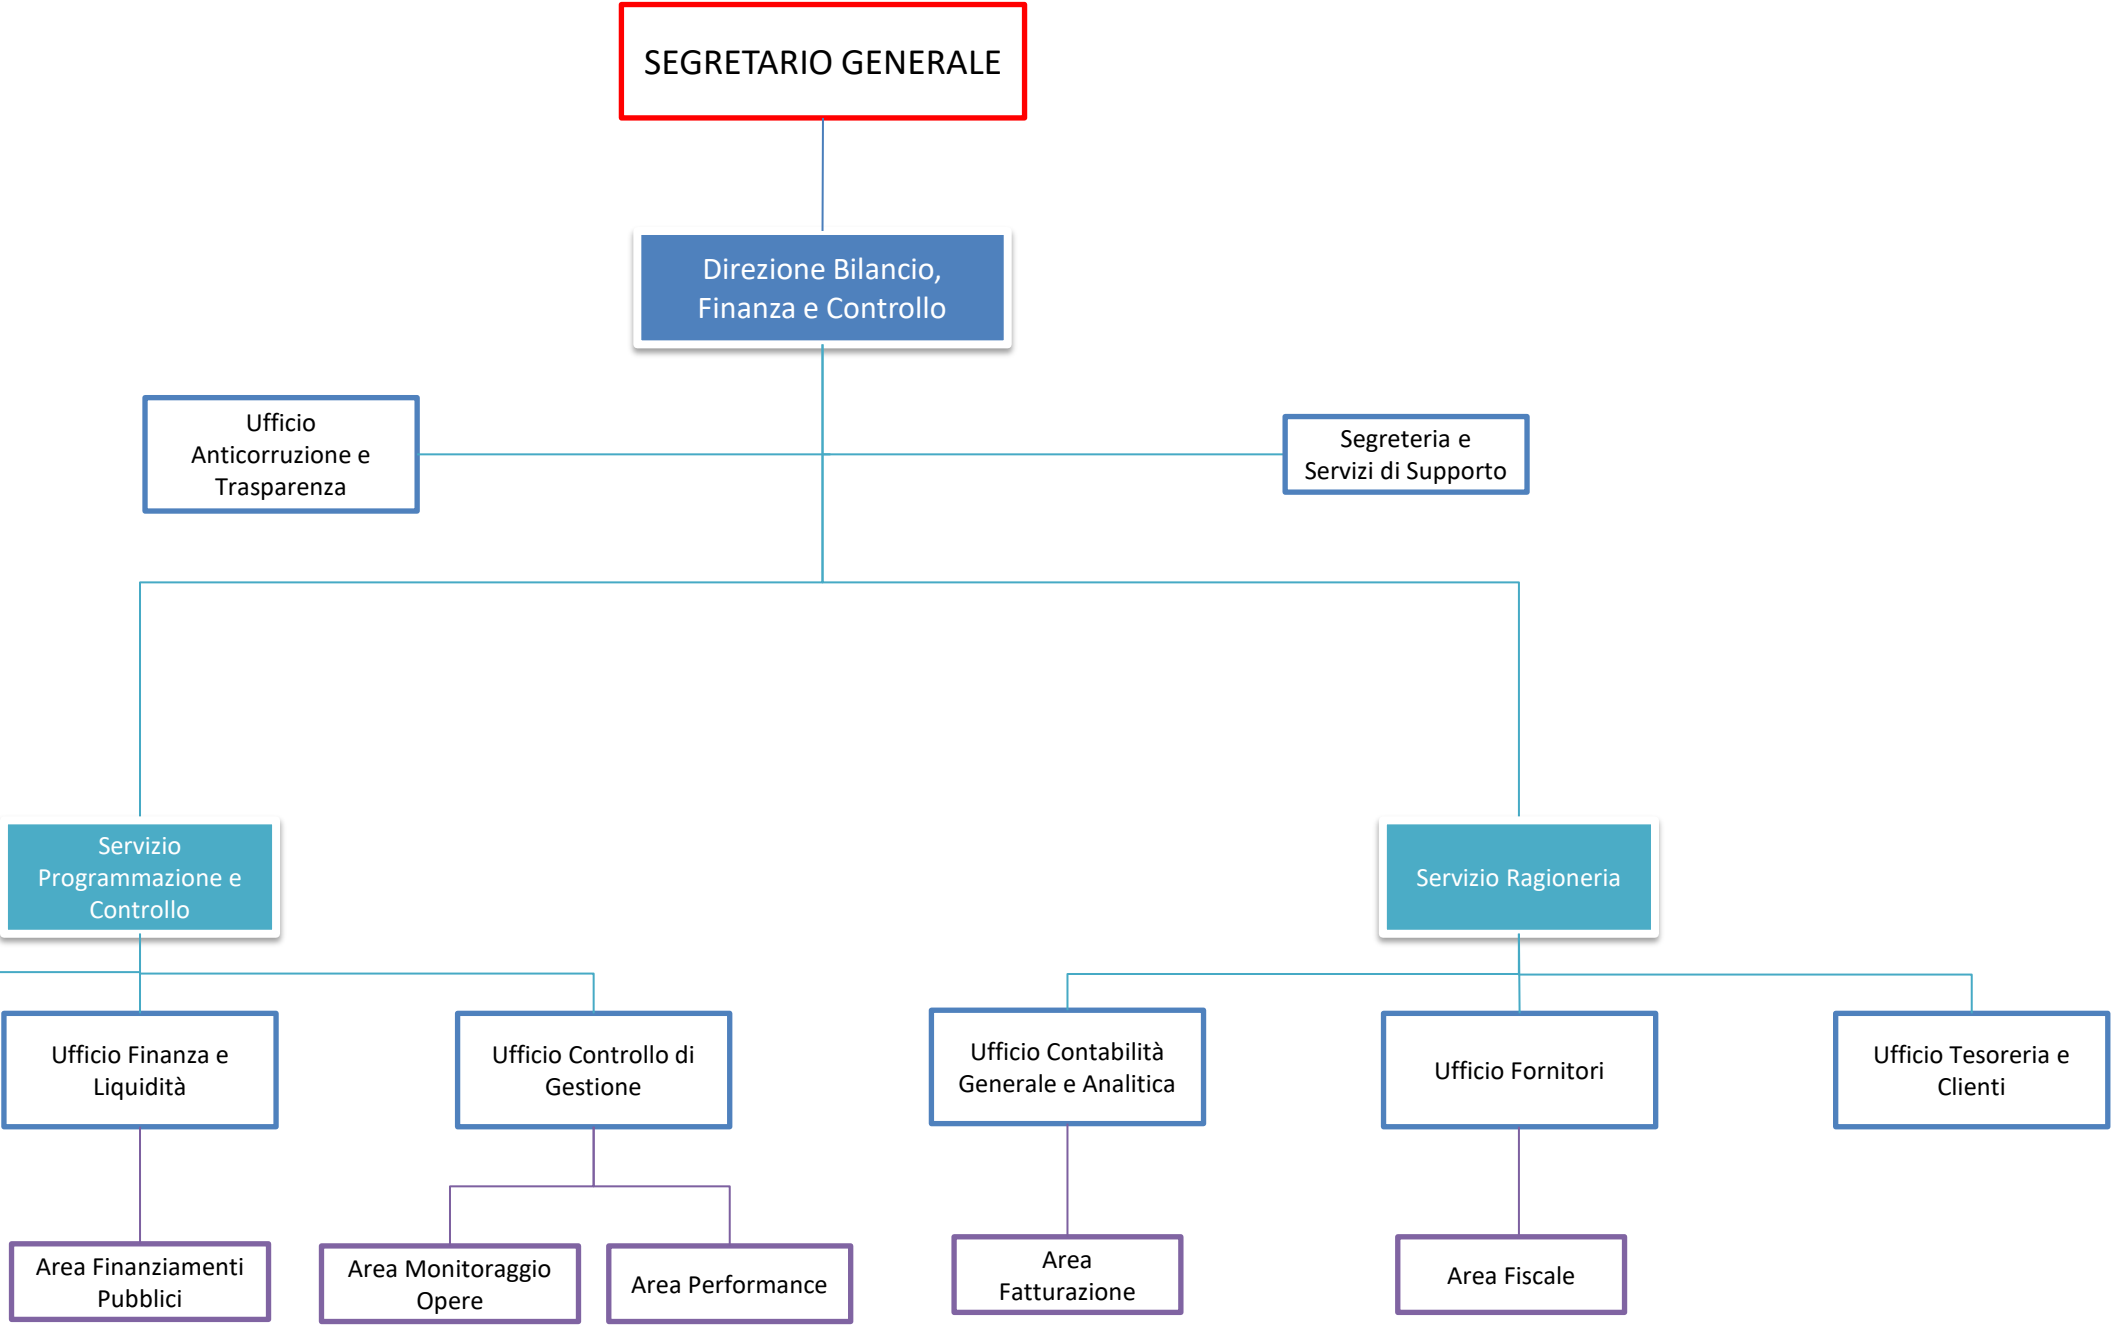 SEGRETARIO GENERALE
Direzione Bilancio,
Finanza e Controllo
Ufficio
Anticorruzione e
Trasparenza
Segreteria e
Servizi di Supporto
Servizio
Programmazione e
Controllo
Servizio Ragioneria
Ufficio Finanza e
Liquidità
Ufficio Controllo di
Gestione
Ufficio Contabilità
Generale e Analitica
Ufficio Fornitori
Ufficio Tesoreria e
Clienti
Area Finanziamenti
Pubblici
Area Monitoraggio
Opere
Area Performance
Area
Fatturazione
Area Fiscale